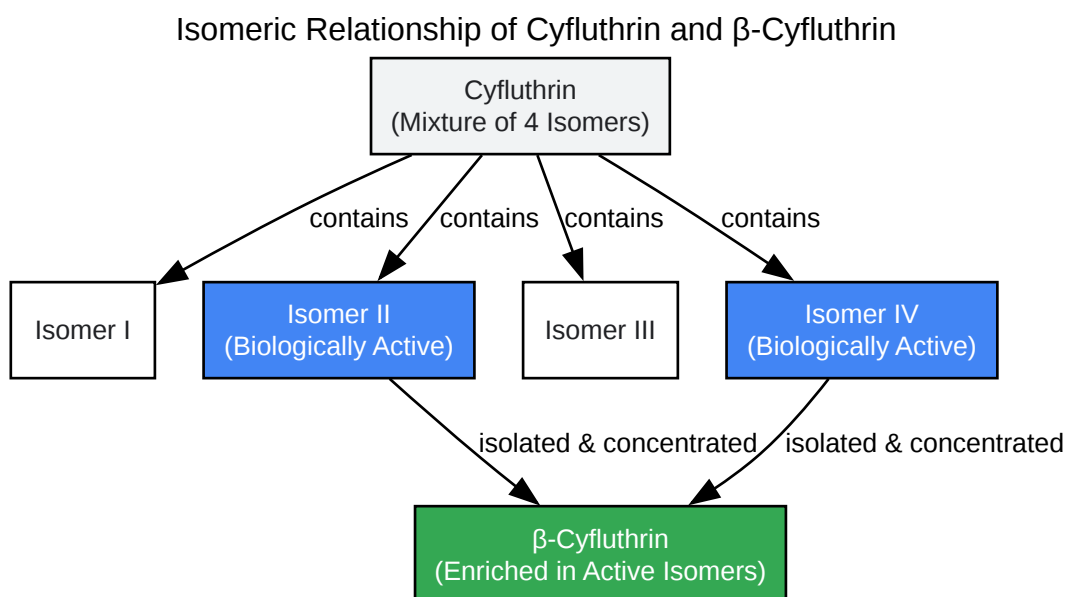 Isomeric Relationship of Cyfluthrin and β-Cyfluthrin
Cyfluthrin
(Mixture of 4 Isomers)
contains
contains
contains
contains
Isomer I
Isomer II
(Biologically Active)
Isomer III
Isomer IV
(Biologically Active)
isolated & concentrated
isolated & concentrated
β-Cyfluthrin
(Enriched in Active Isomers)